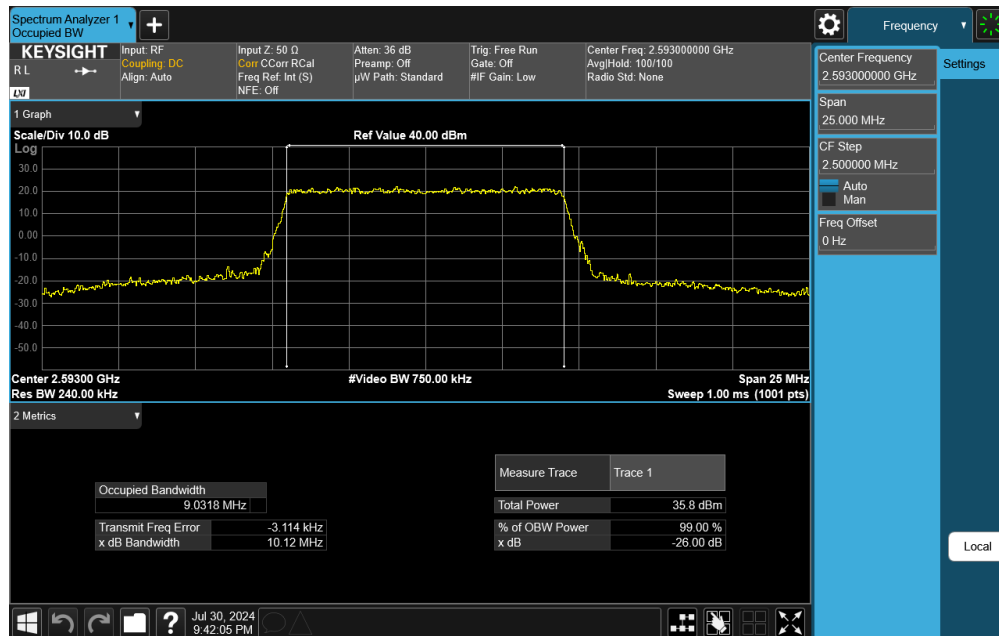 Spectrum Analyzer 1
Occupied BW
Frequency
KEYSIGHT
R L
LXI
Input: RF
Coupling: DC
Align: Auto
Input Z: 50 Ω
Corr CCorr RCal
Freq Ref: Int (S)
NFE: Off
Atten: 36 dB
Preamp: Off
µW Path: Standard
Trig: Free Run
Gate: Off
#IF Gain: Low
Center Freq: 2.593000000 GHz
Avg|Hold: 100/100
Radio Std: None
Center Frequency
2.593000000 GHz
Settings
Span
25.000 MHz
CF Step
2.500000 MHz
Auto
Man
Freq Offset
0 Hz
1 Graph
Scale/Div 10.0 dB
Ref Value 40.00 dBm
Log
30.0
20.0
10.0
0.00
-10.0
-20.0
-30.0
-40.0
-50.0
Center 2.59300 GHz
#Video BW 750.00 kHz
Span 25 MHz
Res BW 240.00 kHz
Sweep 1.00 ms (1001 pts)
2 Metrics
Occupied Bandwidth
9.0318 MHz
Transmit Freq Error -3.114 kHz
x dB Bandwidth 10.12 MHz
Measure Trace Trace 1
Total Power 35.8 dBm
% of OBW Power 99.00 %
x dB -26.00 dB
Local
?
Jul 30, 2024
9:42:05 PM